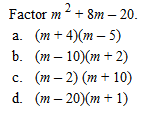 Factor m² + 8m – 20.
a. (m + 4)(m – 5)
b. (m – 10)(m + 2)
c. (m – 2) (m + 10)
d. (m – 20)(m + 1)